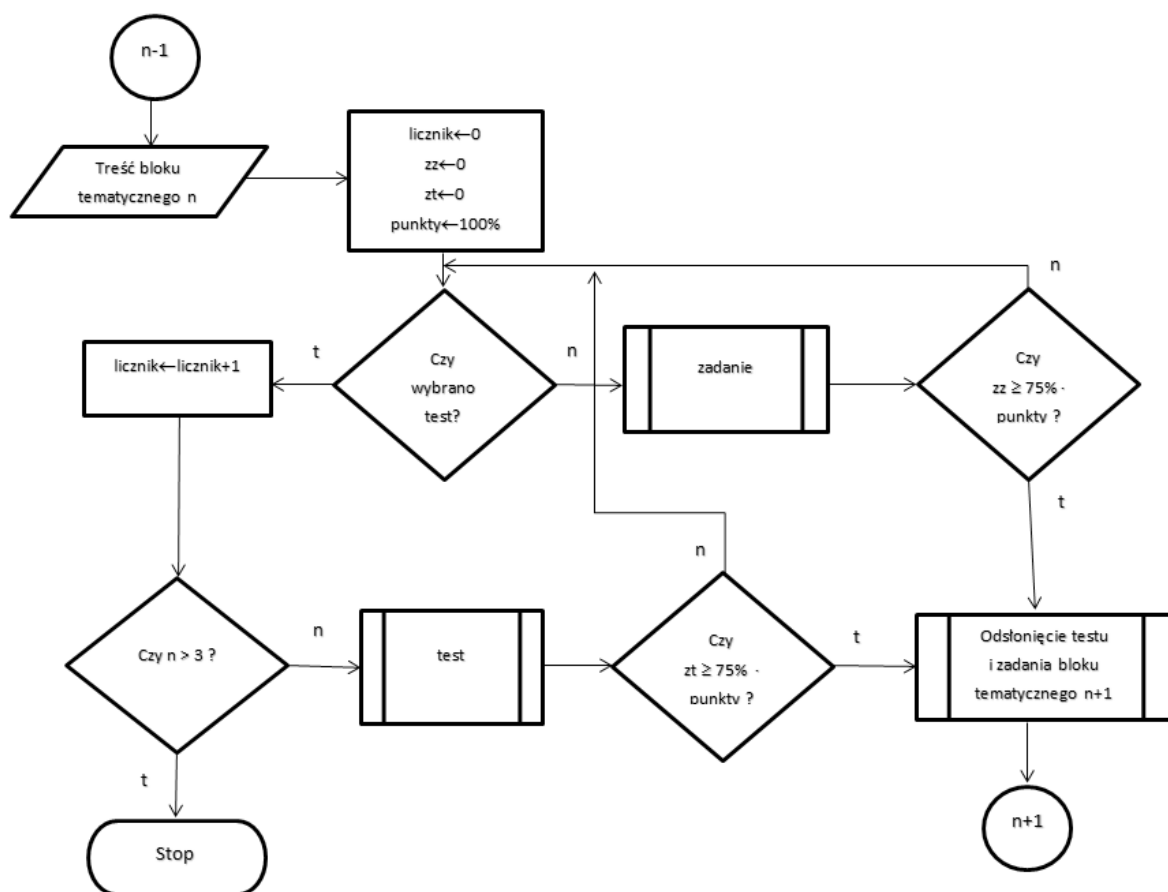 n-1
Treść bloku
tematycznego n
licznik←0
zz←0
zt←0
punkty←100%
n
t
n
licznik←licznik+1
Czy
wybrano
test?
zadanie
Czy
zz ≥ 75% ·
punkty ?
t
n
n
t
Czy n > 3 ?
test
Czy
zt ≥ 75% ·
punkty ?
Odsłonięcie testu
i zadania bloku
tematycznego n+1
t
Stop
n+1